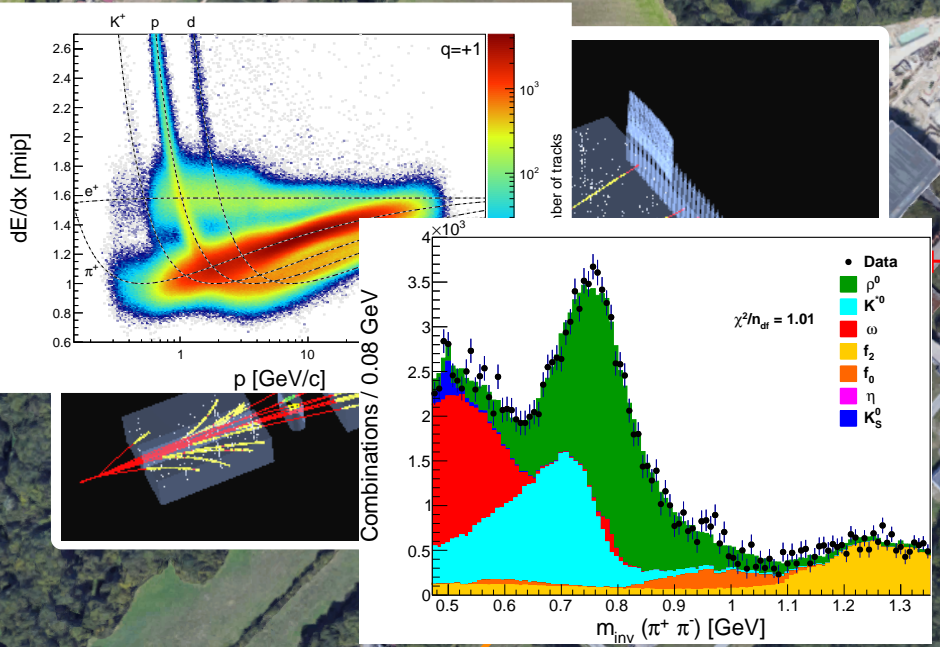 K⁺ p d
q=+1
2.6
2.4
2.2
2.0
1.8
1.6
1.4
1.2
1.0
0.8
0.6
dE/dx [mip]
e⁺
π⁺
10³
10²
1 10
p [GeV/c]
mber of tracks
×10³
4
3.5
3
2.5
2
1.5
1
0.5
0
Combinations / 0.08 GeV
Data
ρ⁰
K*⁰
ω
f₂
f₀
η
K⁰S
χ²/n_df = 1.01
0.5 0.6 0.7 0.8 0.9 1 1.1 1.2 1.3
m_inv (π⁺ π⁻) [GeV]